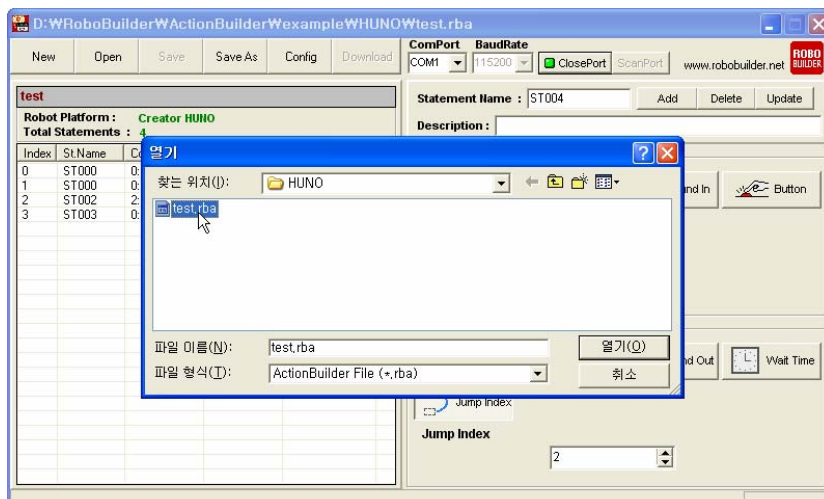 D:₩RoboBuilder₩ActionBuilder₩example₩HUNO₩test.rba
New Open Save Save As Config Download
ComPort BaudRate
COM1 115200 ClosePort ScanPort www.robobuilder.net ROBO BUILDER
test
Robot Platform : Creator HUNO
Total Statements : 4
Statement Name : ST004 Add Delete Update
Description :
Index St.Name
0 ST000 0:
1 ST000 0:
2 ST002 2:
3 ST003 0:
열기
찾는 위치(I): HUNO
test.rba
파일 이름(N): test.rba 열기(O)
파일 형식(T): ActionBuilder File (*.rba) 취소
Button
Wait Time
Jump Index
Jump Index
2